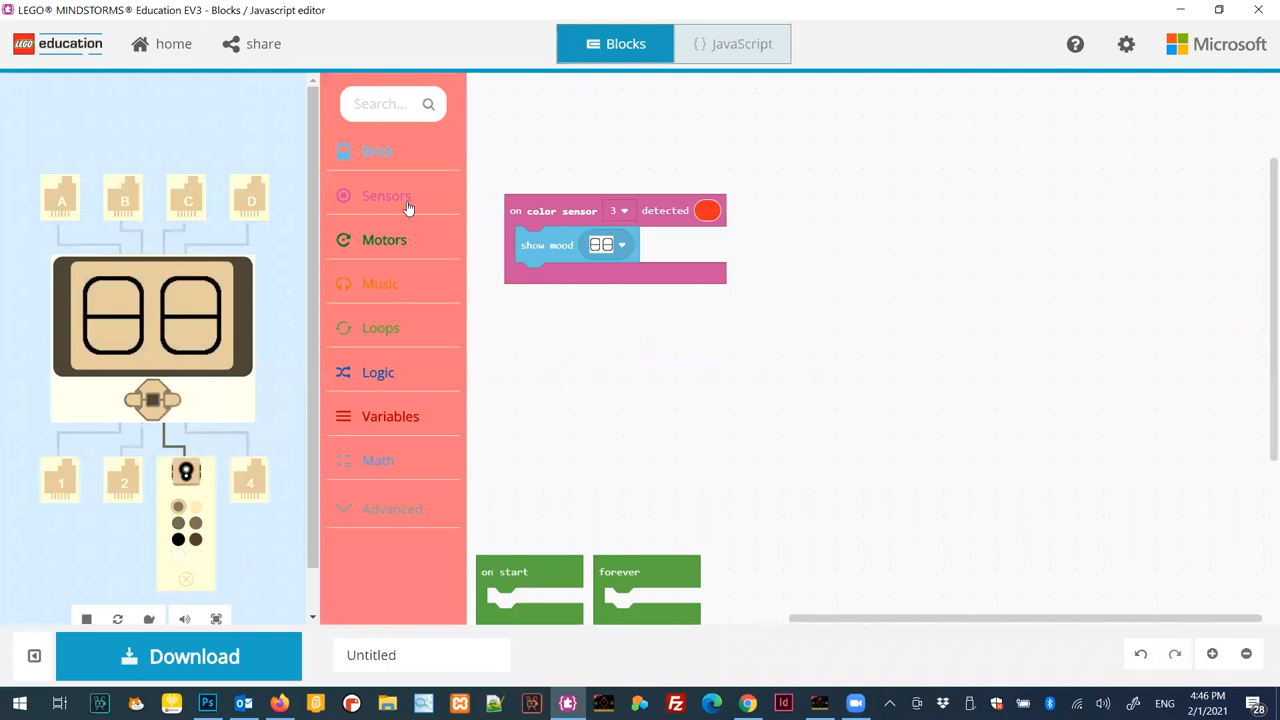 LEGO® MINDSTORMS® Education EV3 - Blocks / Javascript editor
LEGO education
home
share
Blocks
{ } JavaScript
Microsoft
Search...
Brick
Sensors
Motors
Music
Loops
Logic
Variables
Math
Advanced
A B C D
1 2 4
on color sensor 3 detected
show mood
on start
forever
Download
Untitled
ENG
4:46 PM
2/1/2021
28